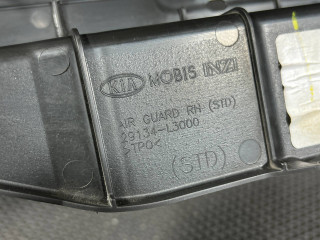 KIA MOBIS INZI
AIR GUARD RH (STD)
29134-L3000
>TPO<
(STD)